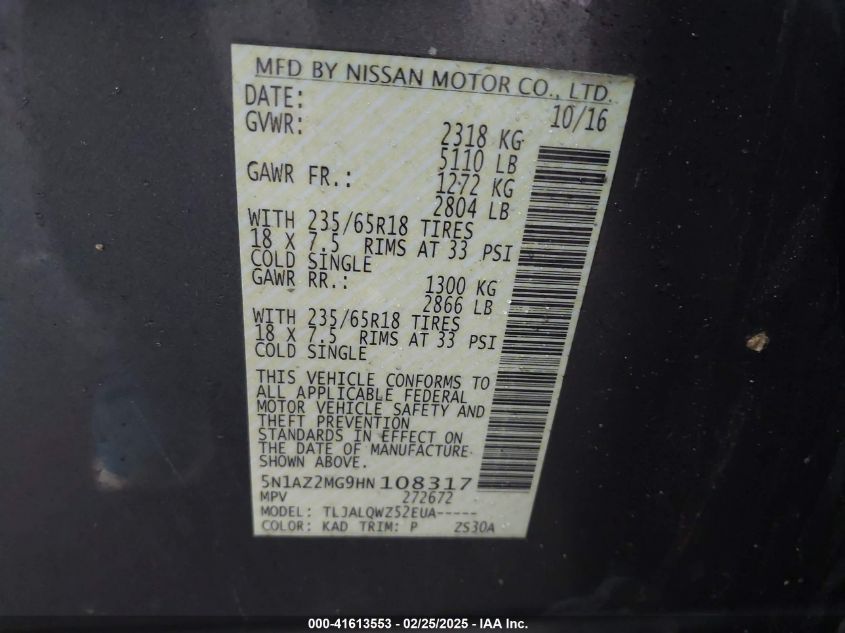 MFD BY NISSAN MOTOR CO., LTD.
DATE: 10/16
GVWR: 2318 KG
5110 LB
GAWR FR.: 1272 KG
2804 LB
WITH 235/65R18 TIRES
18 X 7.5 RIMS AT 33 PSI
COLD SINGLE
GAWR RR.: 1300 KG
2866 LB
WITH 235/65R18 TIRES
18 X 7.5 RIMS AT 33 PSI
COLD SINGLE
THIS VEHICLE CONFORMS TO
ALL APPLICABLE FEDERAL
MOTOR VEHICLE SAFETY AND
THEFT PREVENTION
STANDARDS IN EFFECT ON
THE DATE OF MANUFACTURE
SHOWN ABOVE.
5N1AZ2MG9HN108317
MPV 272672
MODEL: TLJALQWZ52EUA-----
COLOR: KAD TRIM: P ZS30A
000-41613553 - 02/25/2025 - IAA Inc.